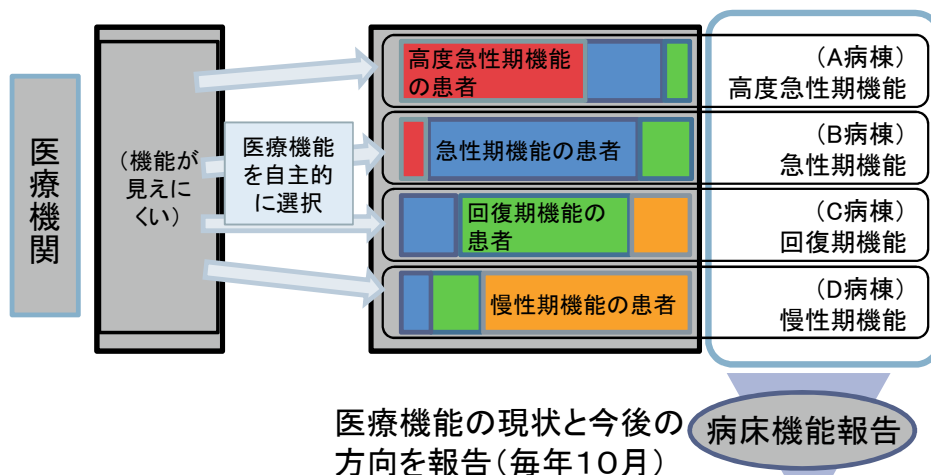 医療機関
(機能が
見えに
くい)
医療機能
を自主的
に選択
高度急性期機能
の患者
(A病棟)
高度急性期機能
急性期機能の患者
(B病棟)
急性期機能
回復期機能の
患者
(C病棟)
回復期機能
慢性期機能の患者
(D病棟)
慢性期機能
医療機能の現状と今後の
方向を報告(毎年10月)
病床機能報告